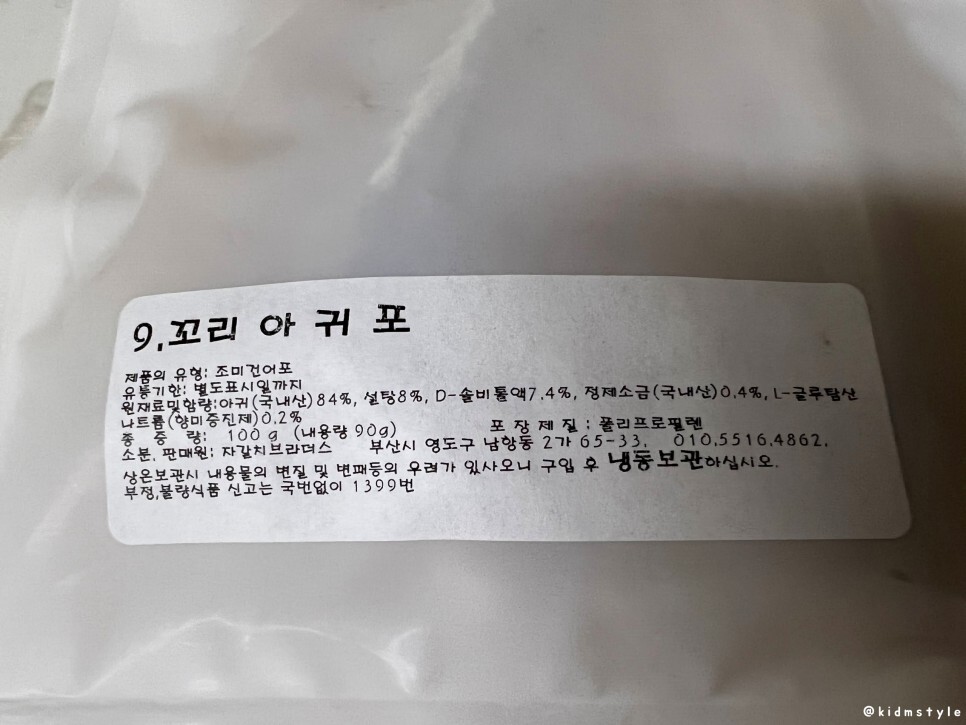 9.꼬리 아 귀 포
제품의 유형: 조미건어포
유통기한: 별도표시일까지
원재료및함량:아귀(국내산)84%, 설탕8%, D-솔비톨액7.4%, 정제소금(국내산)0.4%, L-글루탐산
나트륨(향미증진제)0.2%
총 중 량: 100g (내용량 90g) 포 장 제 질 : 폴리프로필렌
소분, 판매원: 자갈치브라더스 부산시 영도구 남항동 2가 65-33, 010.5516.4862.
상온보관시 내용물의 변질 및 변패등의 우려가 있사오니 구입 후 냉동보관하십시오.
부정,불량식품 신고는 국번없이 1399번
@kidmstyle